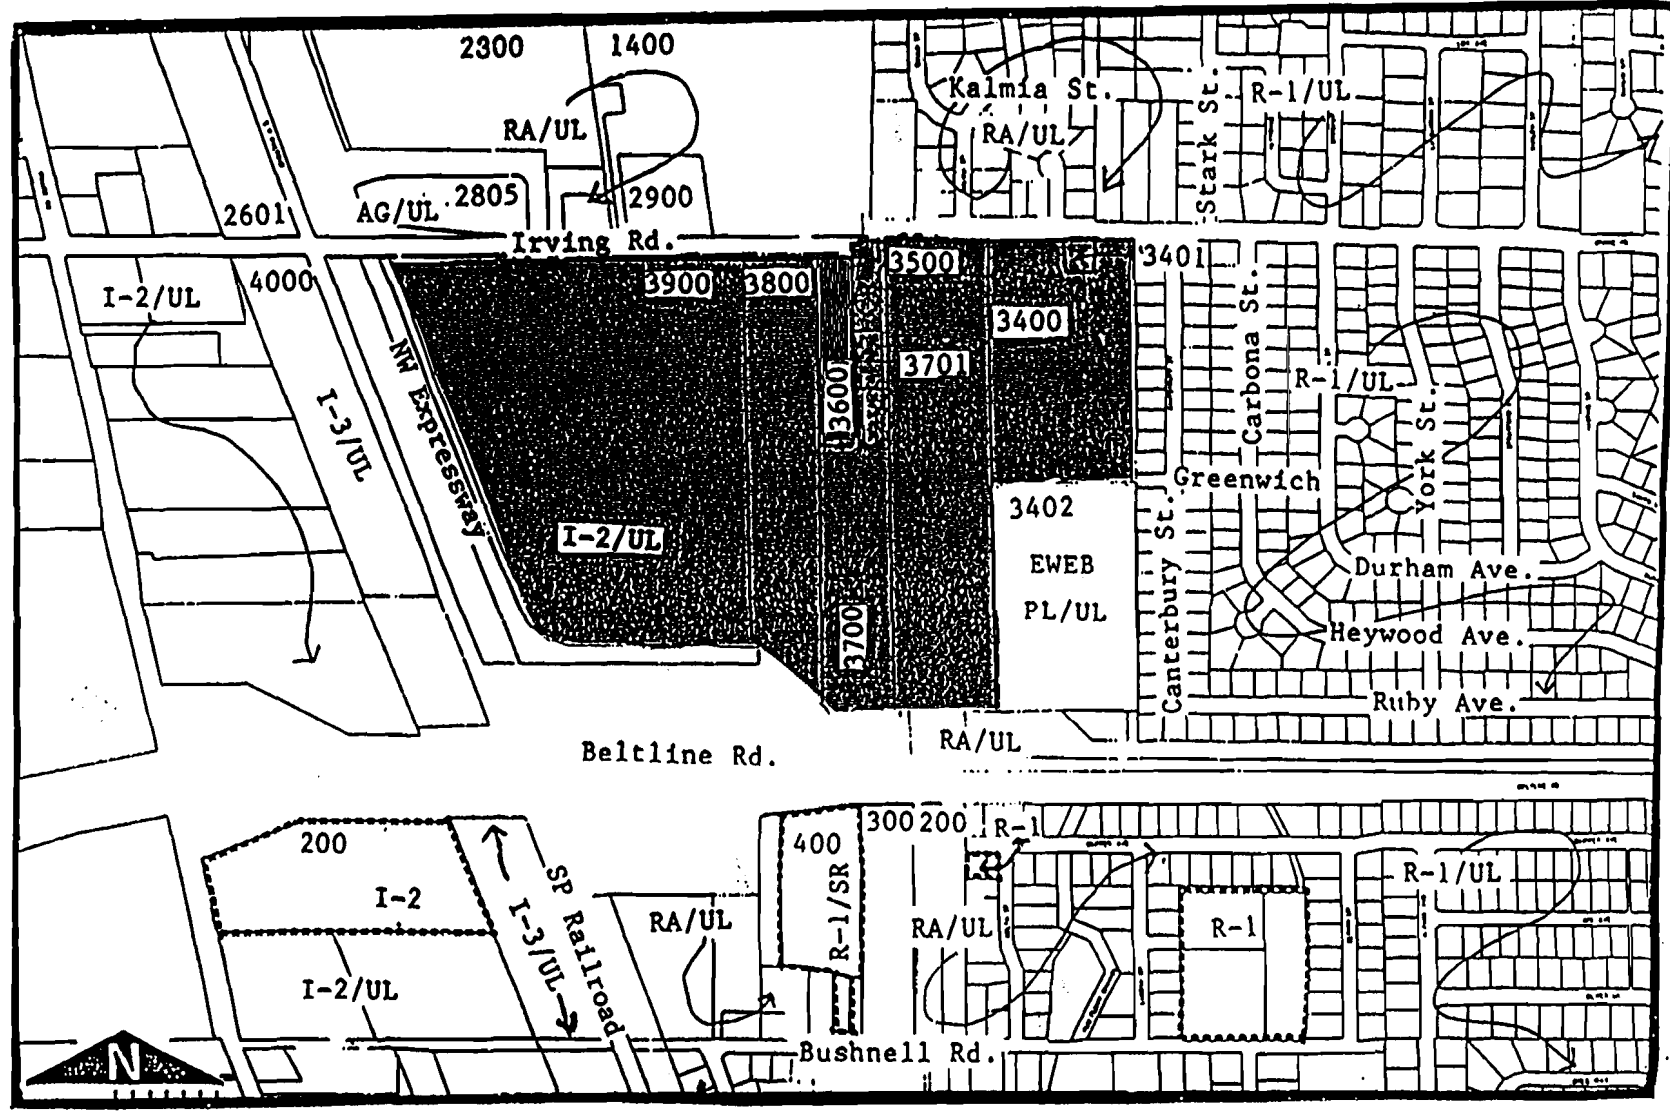 2300
1400
RA/UL
Kalmia St.
RA/UL
Stark St.
R-1/UL
2601
AG/UL
2805
2900
Irving Rd.
I-2/UL
4000
3900
3800
3500
3401
3400
3701
3600
NW Expressway
I-3/UL
Carbona St.
R-1/UL
York St.
Greenwich
3402
EWEB
PL/UL
I-2/UL
Canterbury St.
Durham Ave.
Heywood Ave.
3700
Ruby Ave.
RA/UL
Beltline Rd.
200
I-2
SP Railroad
I-3/UL
I-2/UL
400
R-1/SR
300
200
R-1
RA/UL
RA/UL
R-1
R-1/UL
Bushnell Rd.
N